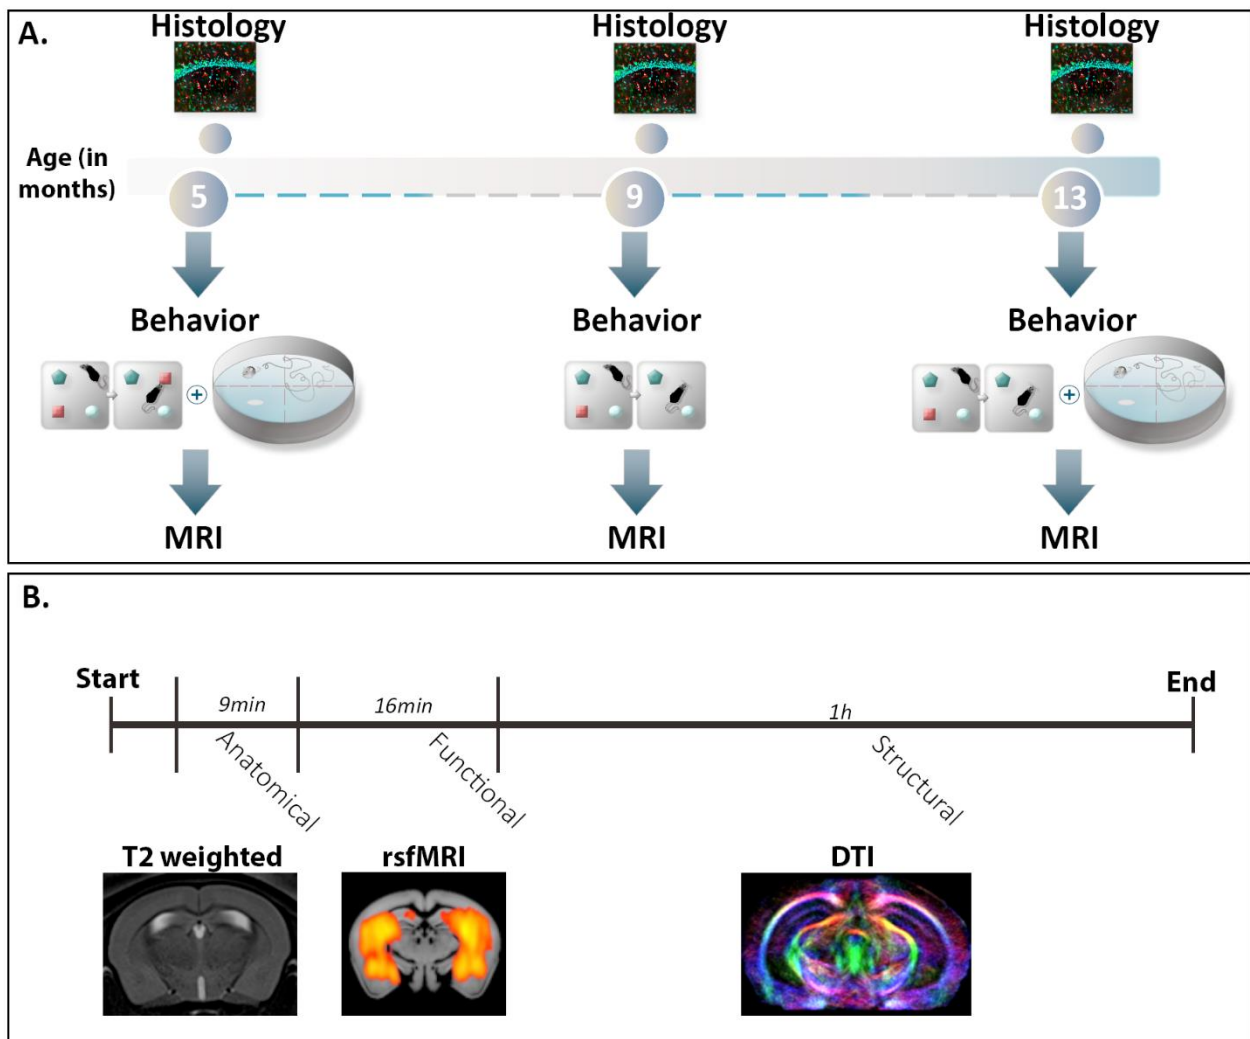 A.
Histology Histology Histology
Age (in
months)
5 9 13
Behavior Behavior Behavior
+ +
MRI MRI MRI
B.
Start End
9min 16min 1h
Anatomical Functional Structural
T2 weighted rsfMRI DTI